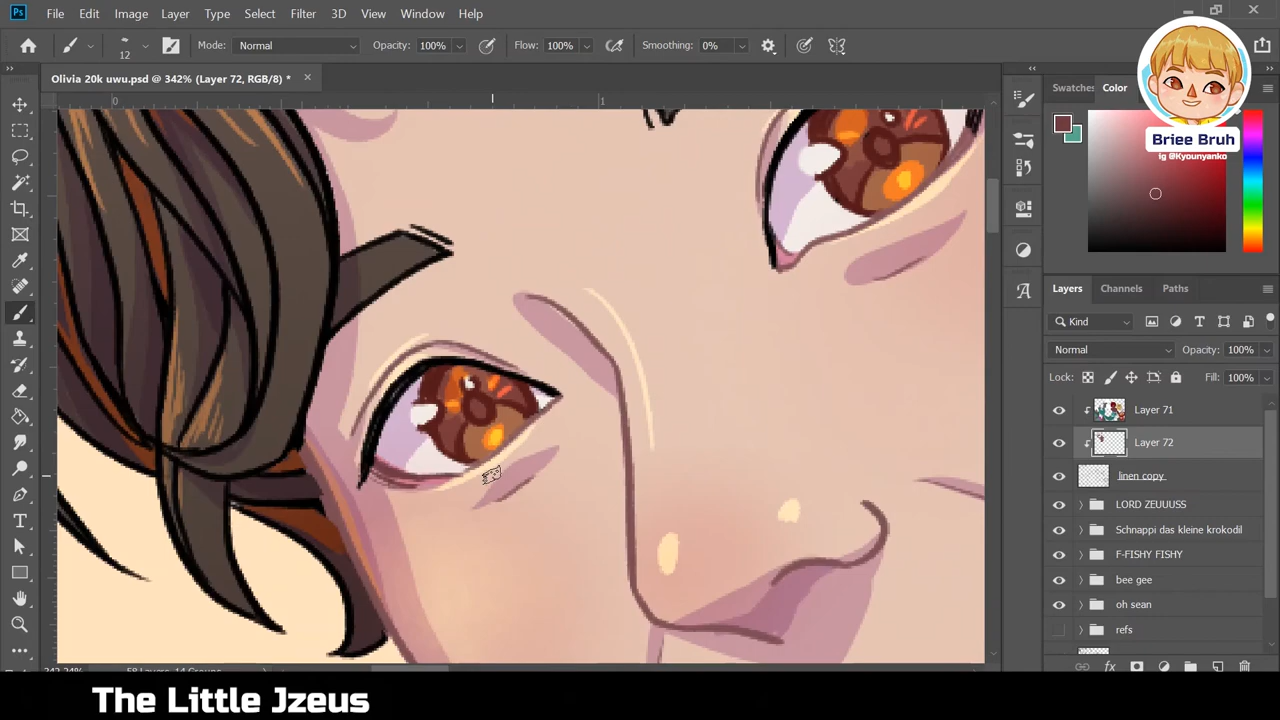 Ps File Edit Image Layer Type Select Filter 3D View Window Help
12 Mode: Normal Opacity: 100% Flow: 100% Smoothing: 0%
Olivia 20k uwu.psd @ 342% (Layer 72, RGB/8) *
0 1
Swatches Color
Briee Bruh
ig @Kyounyanko
Layers Channels Paths
Kind
Normal Opacity: 100%
Lock: Fill: 100%
Layer 71
Layer 72
linen copy
LORD ZEUUUSS
Schnappi das kleine krokodil
F-FISHY FISHY
bee gee
oh sean
refs
fx
The Little Jzeus